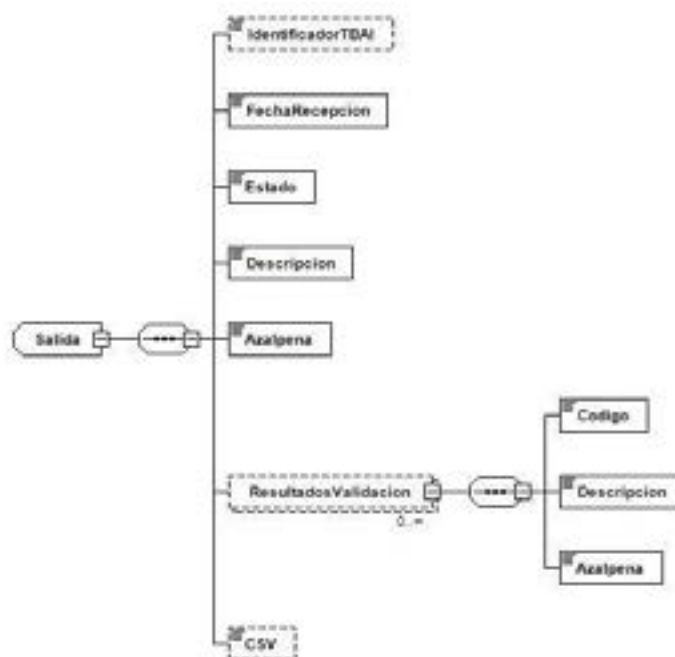 IdentificadorTBAI
FechaRecepcion
Estado
Descripcion
Salida
Azalpena
Codigo
ResultadosValidacion
Descripcion
0..∞
Azalpena
CSV